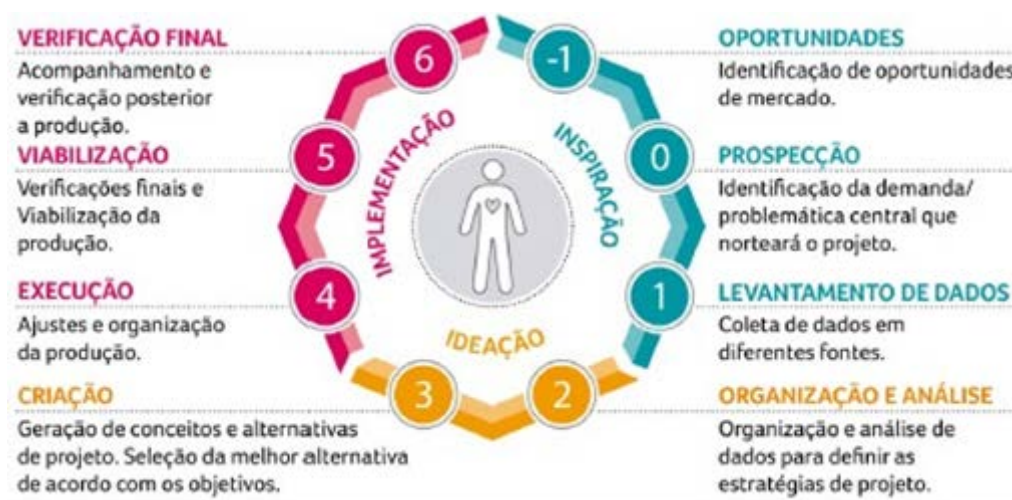 VERIFICAÇÃO FINAL
Acompanhamento e
verificação posterior
a produção.
VIABILIZAÇÃO
Verificações finais e
Viabilização da
produção.
EXECUÇÃO
Ajustes e organização
da produção.
CRIAÇÃO
Geração de conceitos e alternativas
de projeto. Seleção da melhor alternativa
de acordo com os objetivos.
6
5
4
3
IMPLEMENTAÇÃO
IDEAÇÃO
INSPIRAÇÃO
-1
0
1
2
OPORTUNIDADES
Identificação de oportunidades
de mercado.
PROSPECÇÃO
Identificação da demanda/
problemática central que
norteará o projeto.
LEVANTAMENTO DE DADOS
Coleta de dados em
diferentes fontes.
ORGANIZAÇÃO E ANÁLISE
Organização e análise de
dados para definir as
estratégias de projeto.